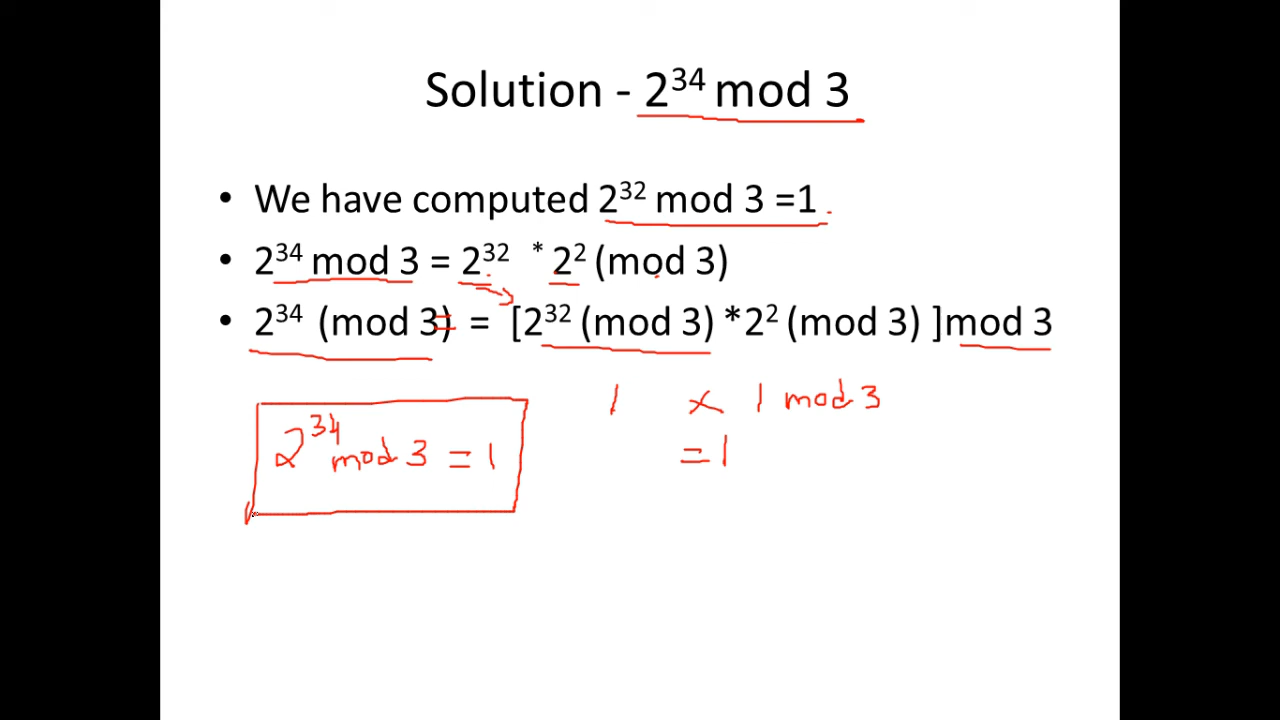 Solution - 2³⁴ mod 3
• We have computed 2³² mod 3 =1
• 2³⁴ mod 3 = 2³² * 2² (mod 3)
• 2³⁴ (mod 3) = [2³² (mod 3) *2² (mod 3) ]mod 3
1 × 1 mod 3
2³⁴ mod 3 = 1
= 1